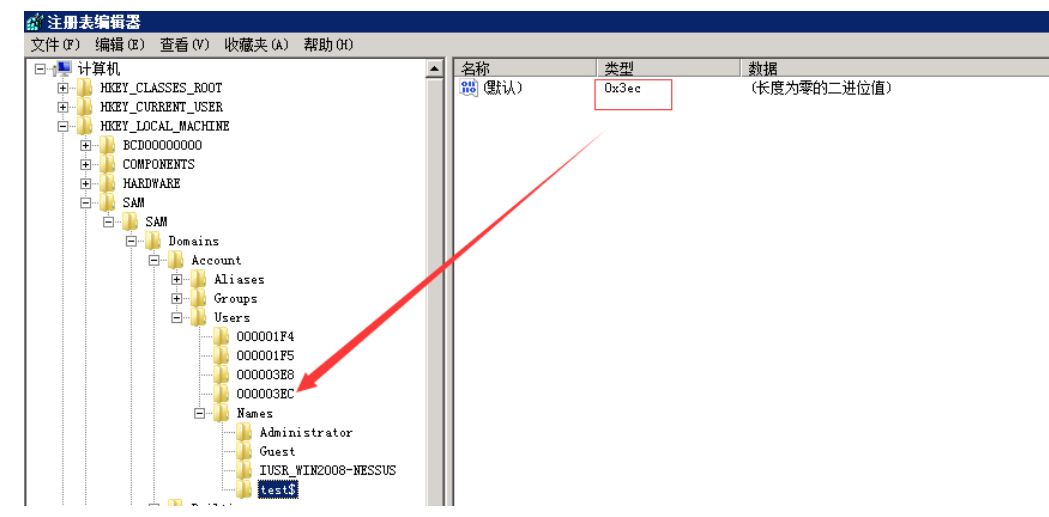 注册表编辑器
文件(F) 编辑(E) 查看(V) 收藏夹(A) 帮助(H)
计算机
HKEY_CLASSES_ROOT
HKEY_CURRENT_USER
HKEY_LOCAL_MACHINE
BCD00000000
COMPONENTS
HARDWARE
SAM
SAM
Domains
Account
Aliases
Groups
Users
000001F4
000001F5
000003E8
000003EC
Names
Administrator
Guest
IUSR_WIN2008-NESSUS
test$
名称 类型 数据
(默认) 0x3ec (长度为零的二进位值)